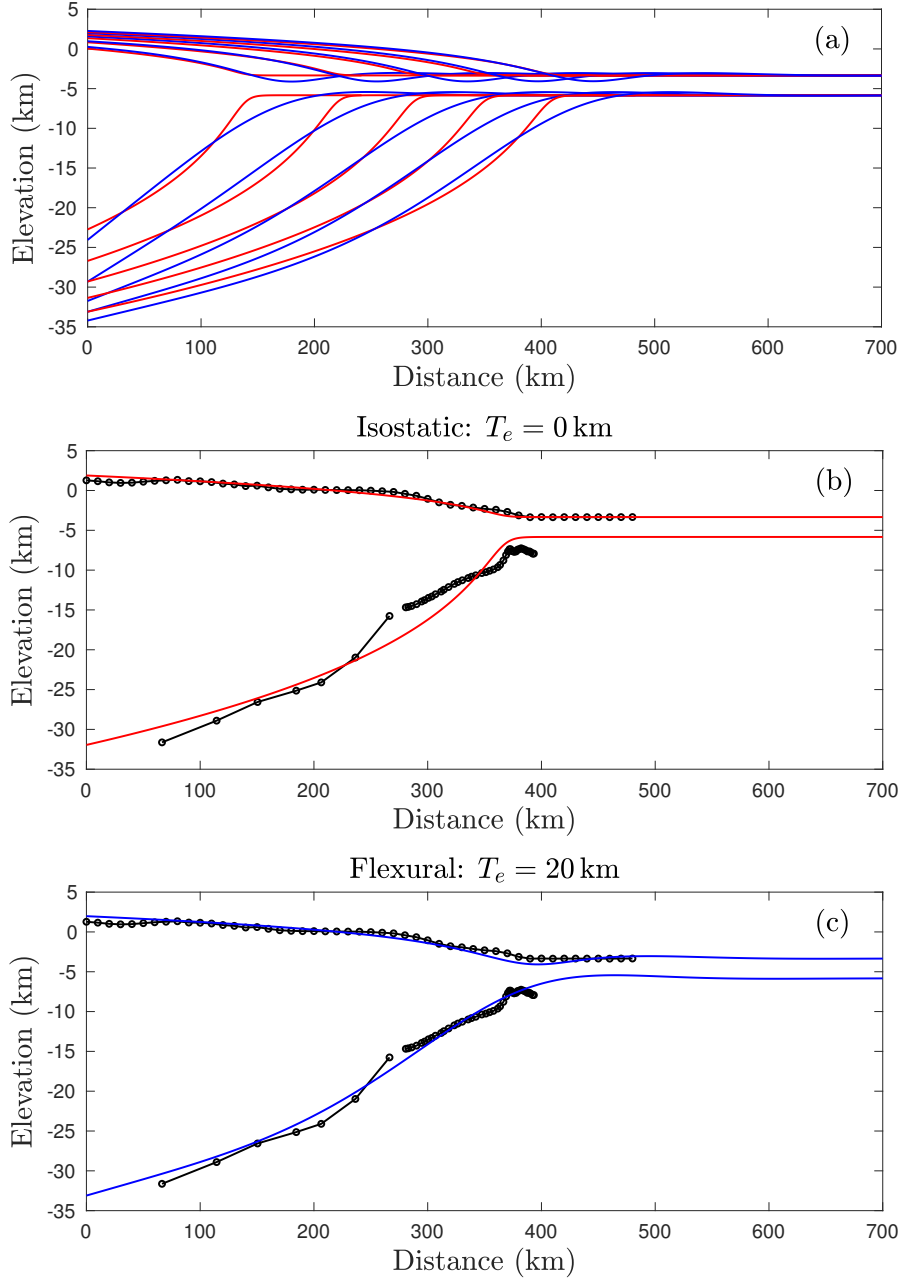 (a)
5
0
-5
-10
-15
-20
-25
-30
-35
Elevation (km)
0 100 200 300 400 500 600 700
Distance (km)
Isostatic: Tₑ = 0 km
(b)
5
0
-5
-10
-15
-20
-25
-30
-35
Elevation (km)
0 100 200 300 400 500 600 700
Distance (km)
Flexural: Tₑ = 20 km
(c)
5
0
-5
-10
-15
-20
-25
-30
-35
Elevation (km)
0 100 200 300 400 500 600 700
Distance (km)